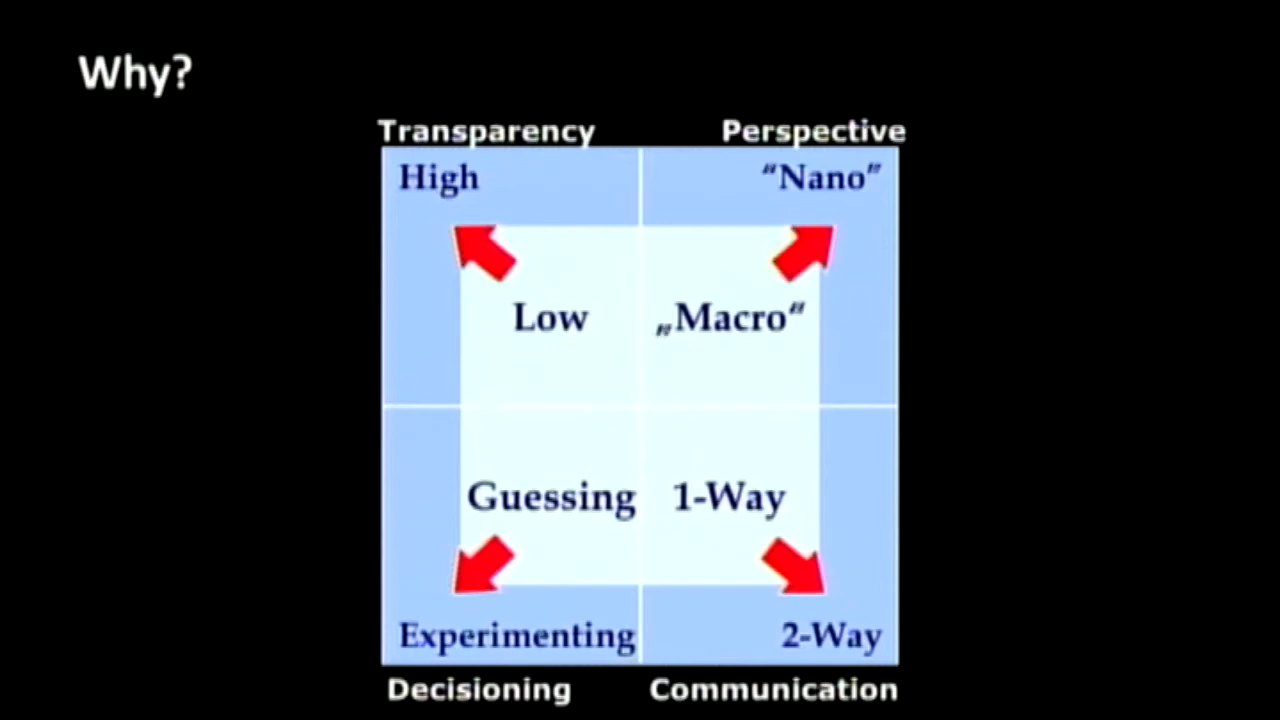 Why?
Transparency Perspective
High “Nano”
Low „Macro“
Guessing 1-Way
Experimenting 2-Way
Decisioning Communication